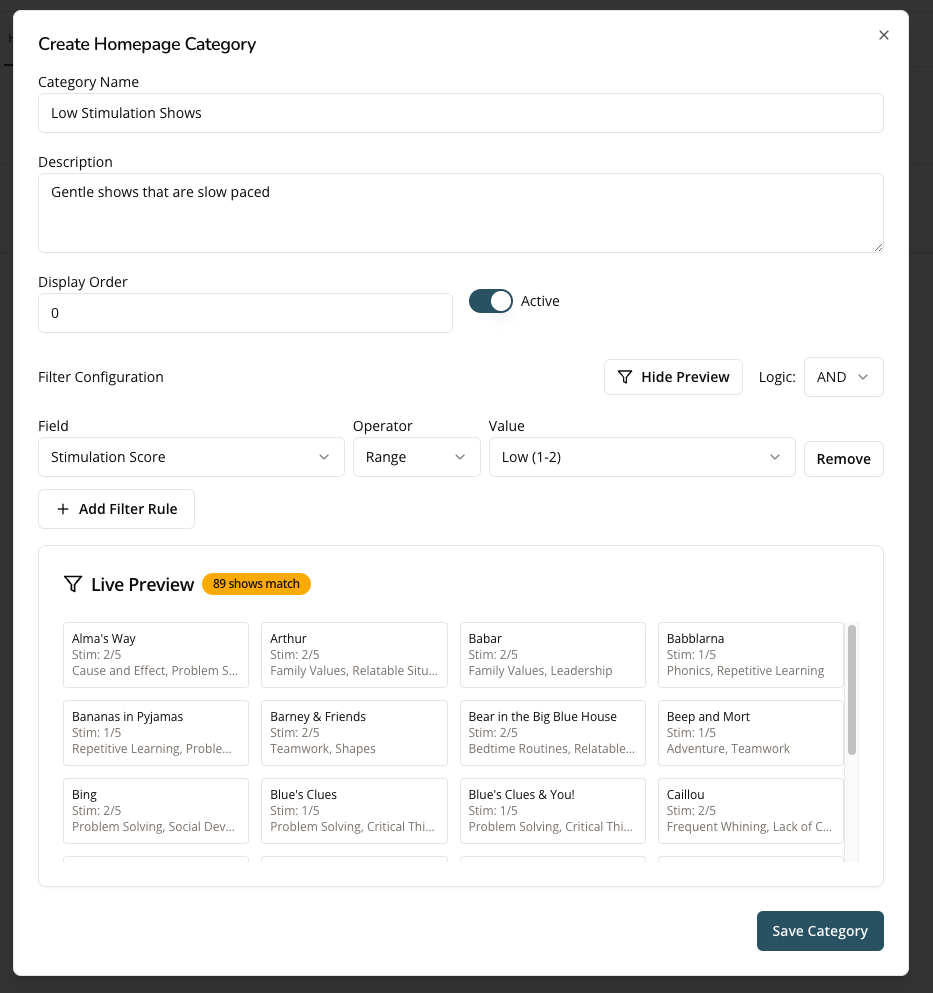 Create Homepage Category
Category Name
Low Stimulation Shows
Description
Gentle shows that are slow paced
Display Order
0
Active
Filter Configuration
Hide Preview
Logic:
AND
Field
Operator
Value
Stimulation Score
Range
Low (1-2)
Remove
Add Filter Rule
Live Preview
89 shows match
Alma's Way
Stim: 2/5
Cause and Effect, Problem S...
Arthur
Stim: 2/5
Family Values, Relatable Situ...
Babar
Stim: 2/5
Family Values, Leadership
Babblarna
Stim: 1/5
Phonics, Repetitive Learning
Bananas in Pyjamas
Stim: 1/5
Repetitive Learning, Proble...
Barney & Friends
Stim: 2/5
Teamwork, Shapes
Bear in the Big Blue House
Stim: 2/5
Bedtime Routines, Relatable...
Beep and Mort
Stim: 1/5
Adventure, Teamwork
Bing
Stim: 2/5
Problem Solving, Social Dev...
Blue's Clues
Stim: 1/5
Problem Solving, Critical Thi...
Blue's Clues & You!
Stim: 1/5
Problem Solving, Critical Thi...
Caillou
Stim: 2/5
Frequent Whining, Lack of C...
Save Category